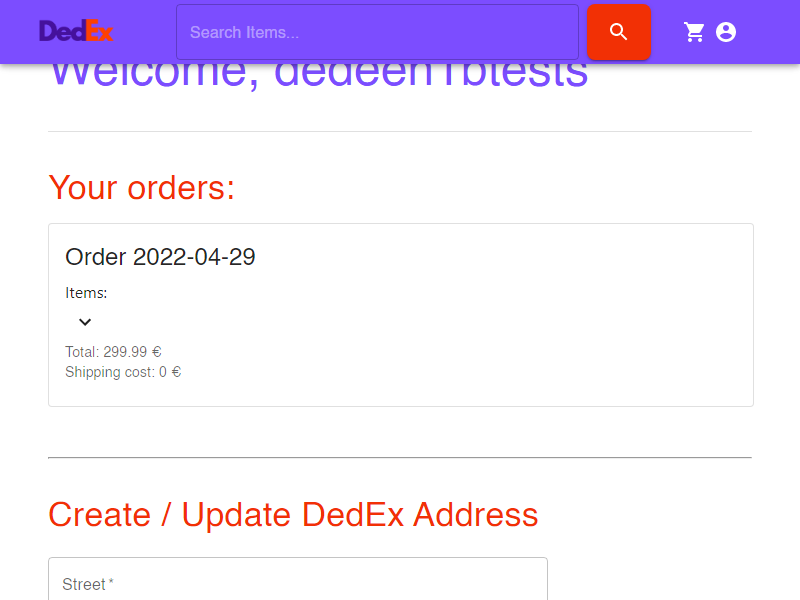 DedEx
Search Items...
Welcome,
Your orders:
Order 2022-04-29
Items:
Total: 299.99 €
Shipping cost: 0 €
Create / Update DedEx Address
Street *